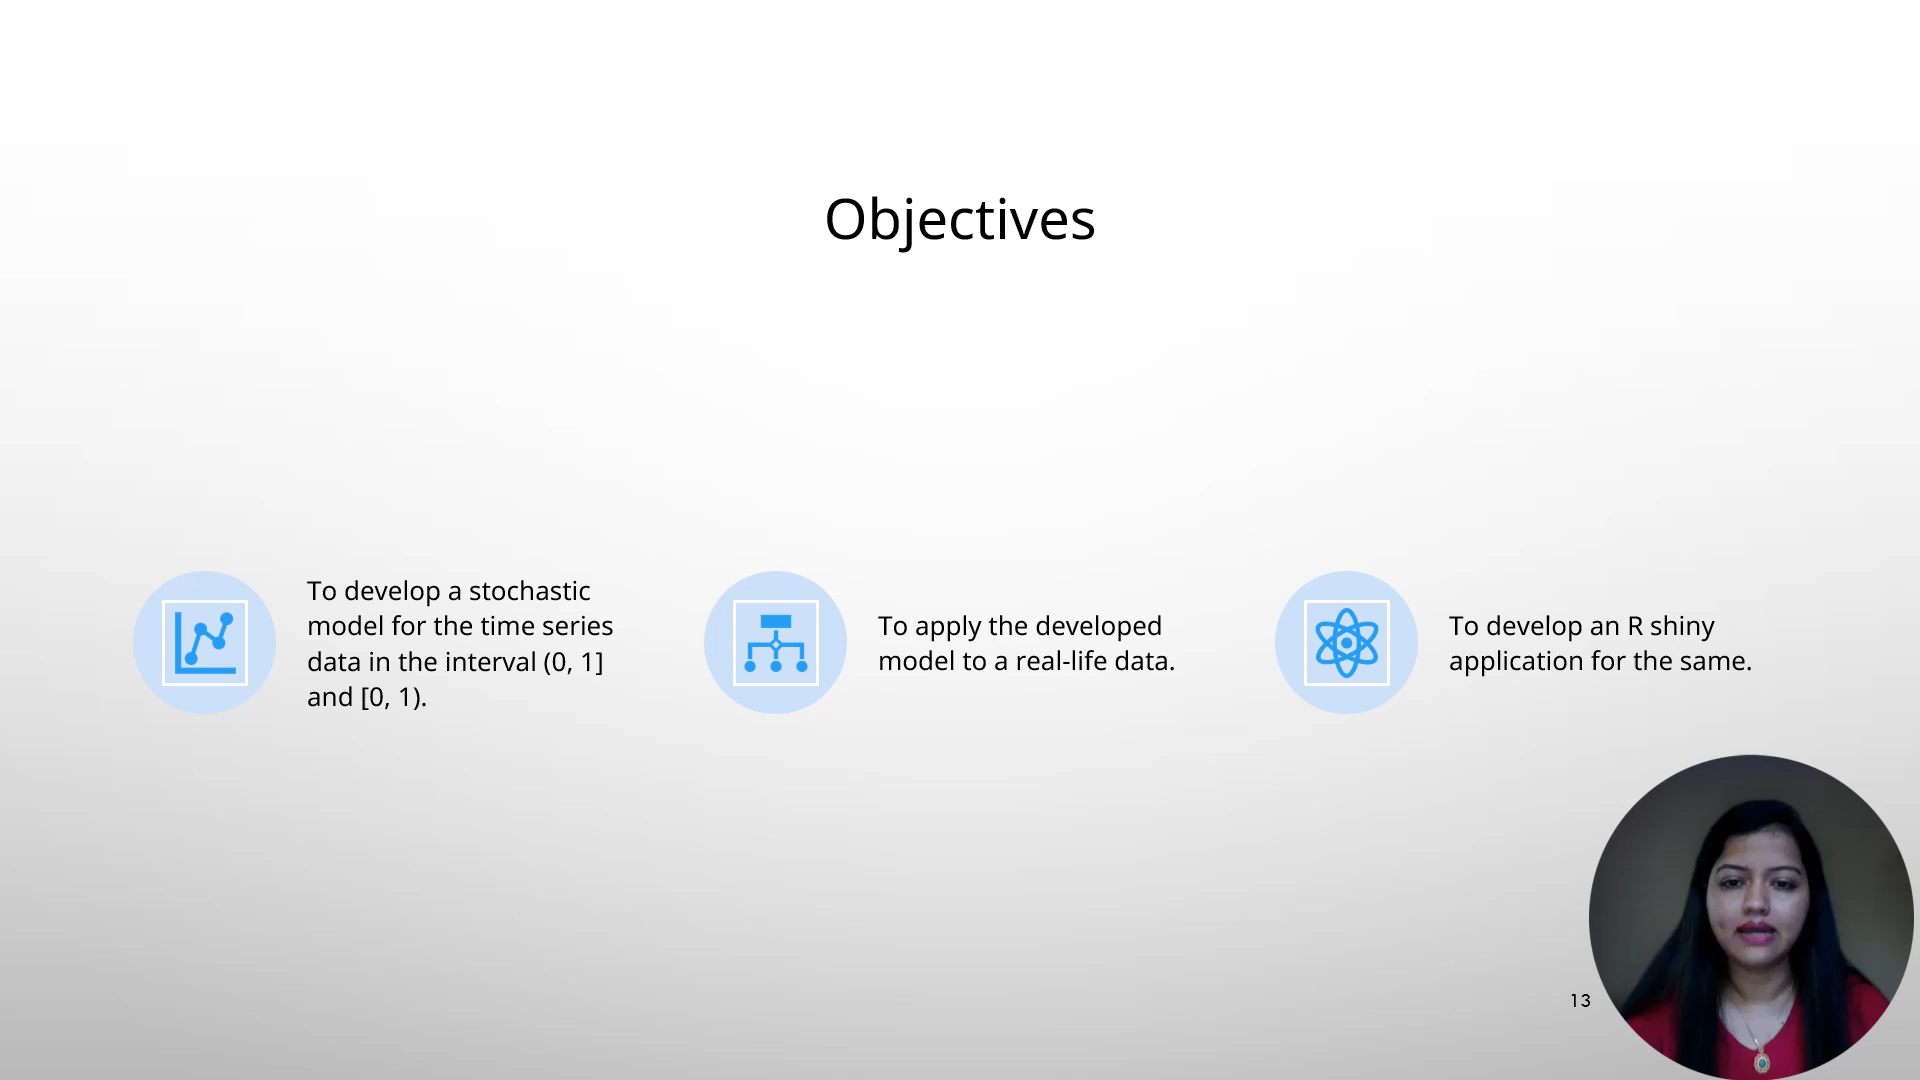 Objectives
To develop a stochastic
model for the time series
data in the interval (0, 1]
and [0, 1).
To apply the developed
model to a real-life data.
To develop an R shiny
application for the same.
13